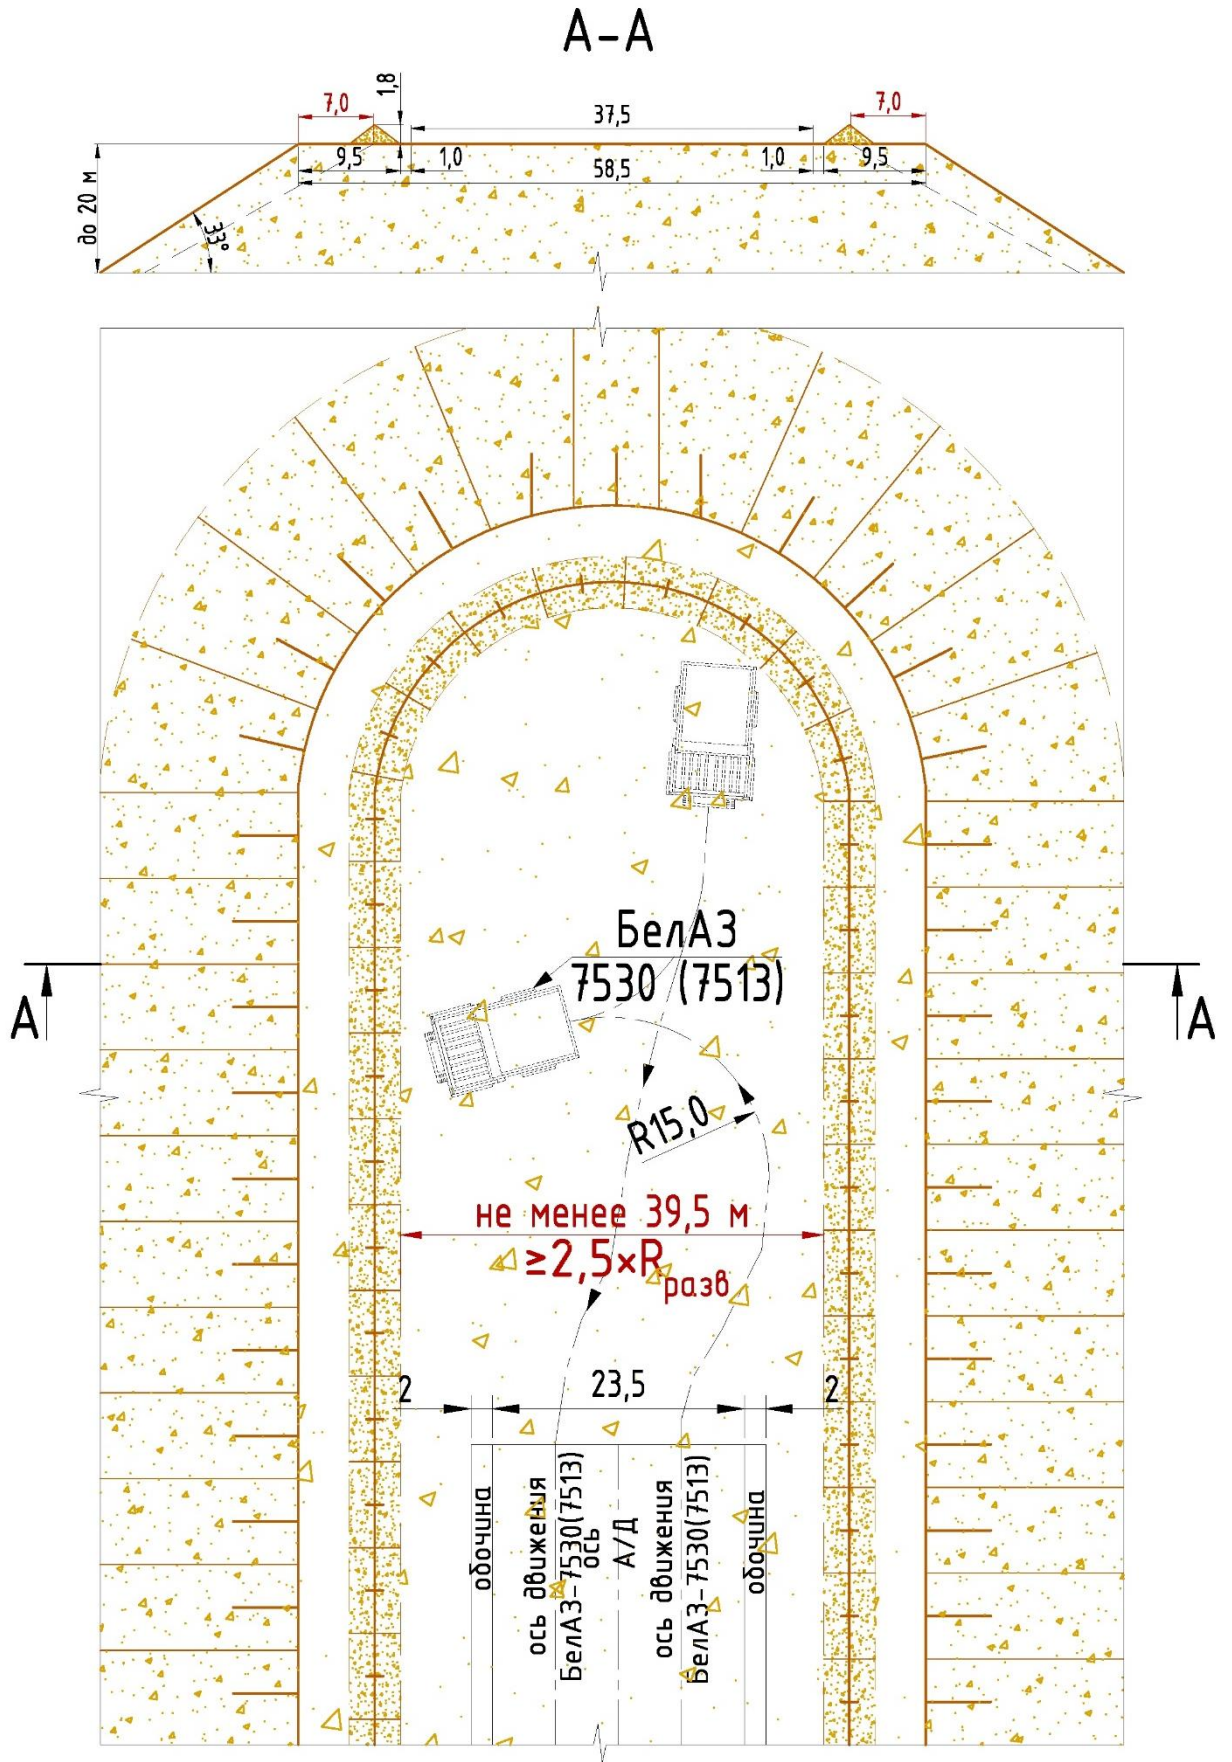 А-А
7,0
1,8
37,5
7,0
9,5
1,0
1,0
9,5
58,5
до 20 м
33°
БелАЗ
7530 (7513)
А
А
R15,0
не менее 39,5 м
≥2,5×Rразв
2
23,5
2
обочина
ось движения
БелАЗ-7530(7513)
ось
А/Д
ось движения
БелАЗ-7530(7513)
обочина